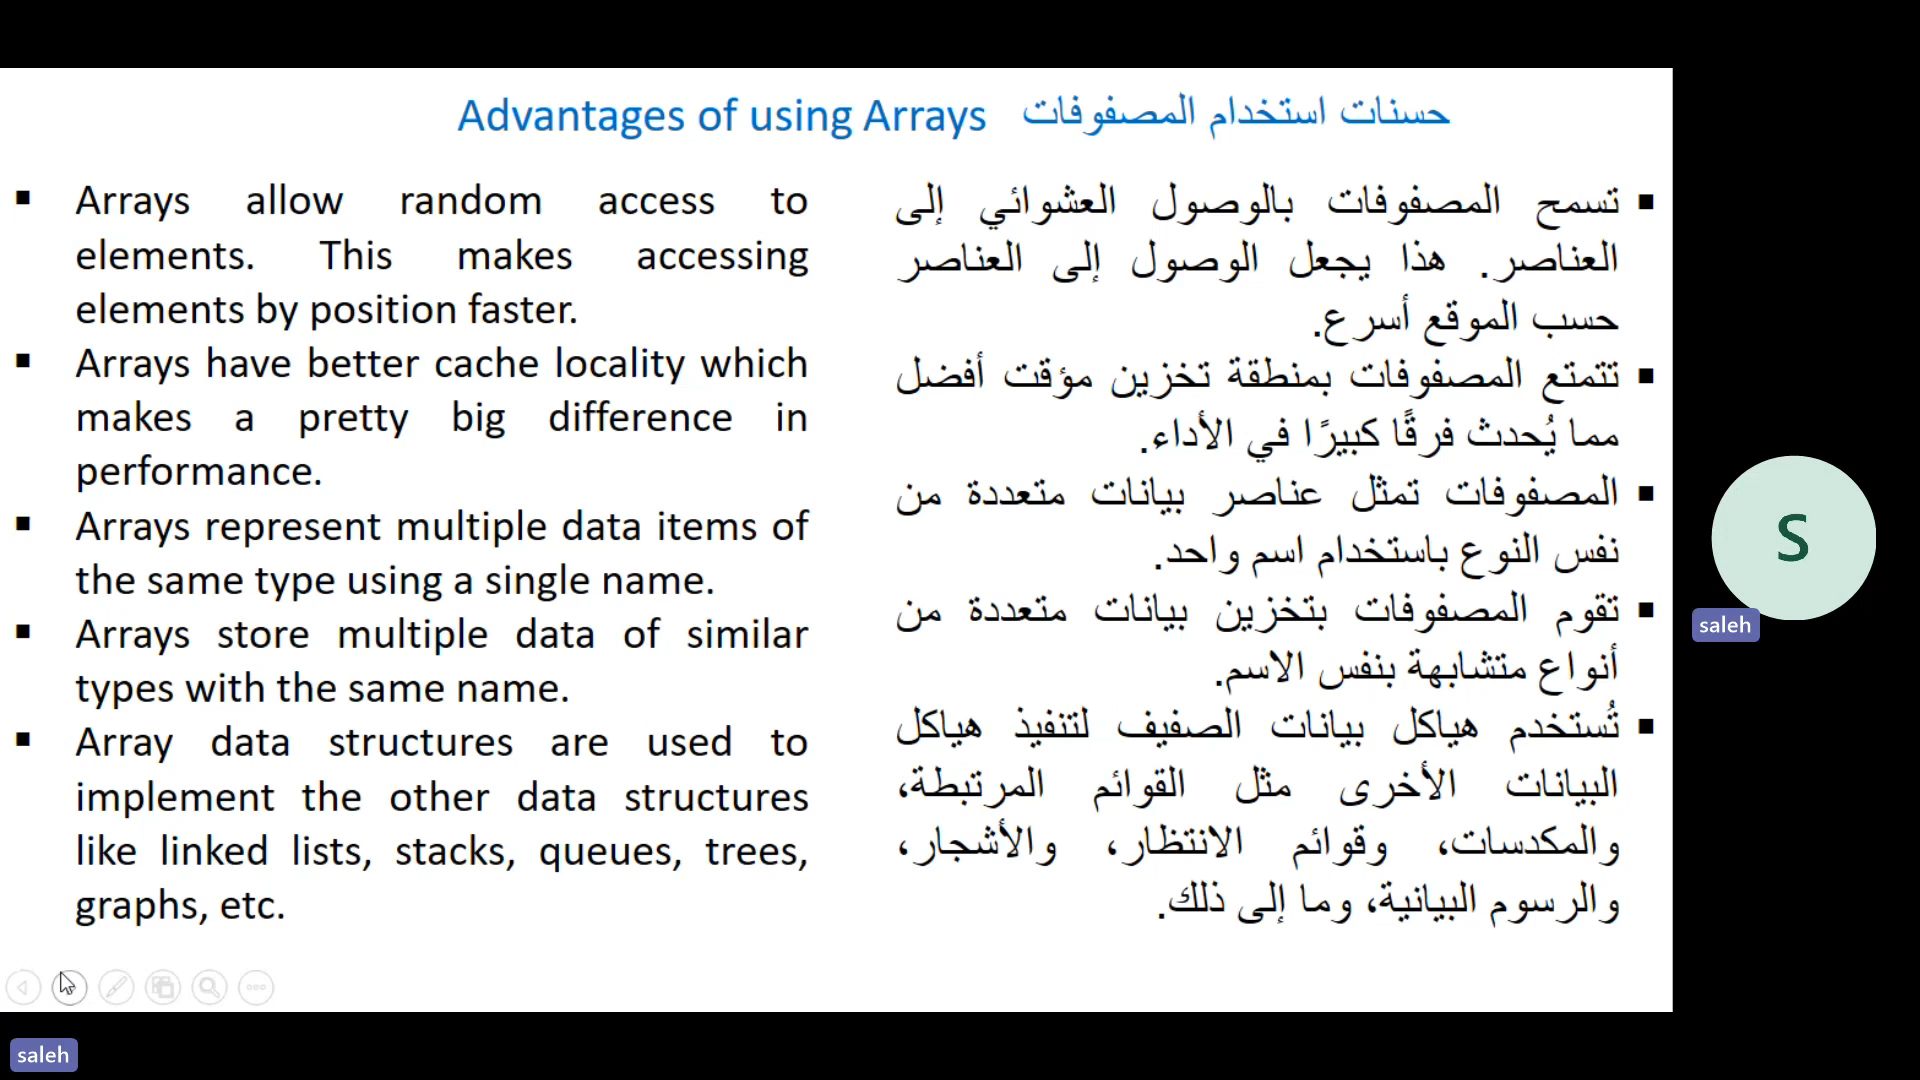 Advantages of using Arrays حسنات استخدام المصفوفات
▪ Arrays allow random access to
elements. This makes accessing
elements by position faster.
▪ Arrays have better cache locality which
makes a pretty big difference in
performance.
▪ Arrays represent multiple data items of
the same type using a single name.
▪ Arrays store multiple data of similar
types with the same name.
▪ Array data structures are used to
implement the other data structures
like linked lists, stacks, queues, trees,
graphs, etc.
▪ تسمح المصفوفات بالوصول العشوائي إلى
العناصر. هذا يجعل الوصول إلى العناصر
حسب الموقع أسرع.
▪ تتمتع المصفوفات بمنطقة تخزين مؤقت أفضل
مما يُحدث فرقًا كبيرًا في الأداء.
▪ المصفوفات تمثل عناصر بيانات متعددة من
نفس النوع باستخدام اسم واحد.
▪ تقوم المصفوفات بتخزين بيانات متعددة من
أنواع متشابهة بنفس الاسم.
▪ تُستخدم هياكل بيانات الصفيف لتنفيذ هياكل
البيانات الأخرى مثل القوائم المرتبطة،
والمكدسات، وقوائم الانتظار، والأشجار،
والرسوم البيانية، وما إلى ذلك.
S
saleh
saleh